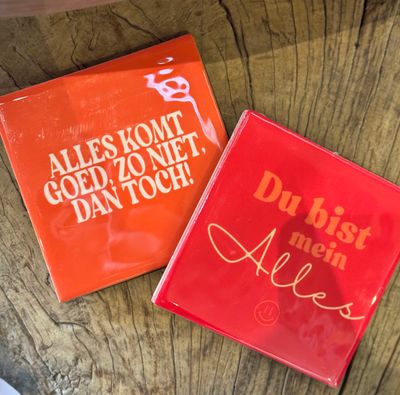 ALLES KOMT
GOED, ZO NIET,
DAN TOCH!
Du bist
mein
Alles